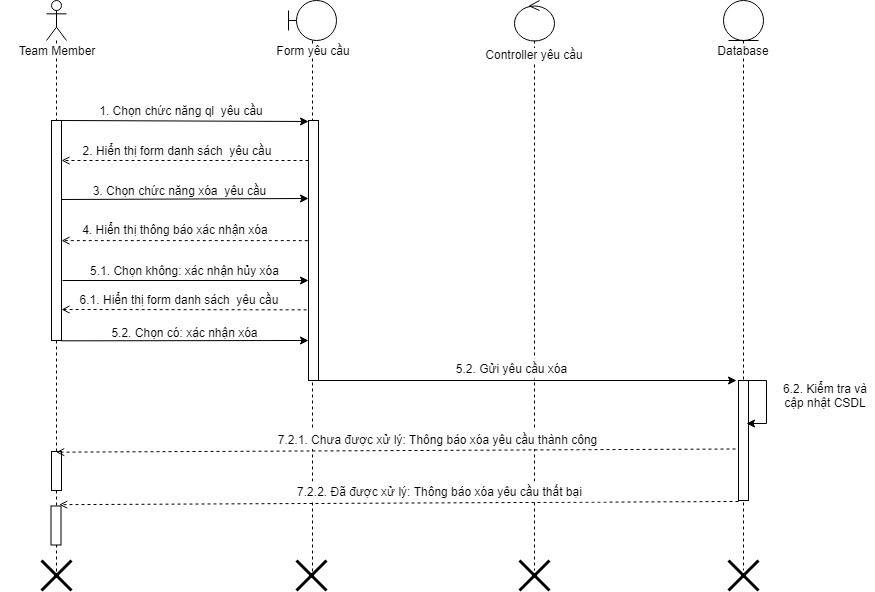 Team Member
Form yêu cầu
Controller yêu cầu
Database
1. Chọn chức năng ql yêu cầu
2. Hiển thị form danh sách yêu cầu
3. Chọn chức năng xóa yêu cầu
4. Hiển thị thông báo xác nhận xóa
5.1. Chọn không: xác nhận hủy xóa
6.1. Hiển thị form danh sách yêu cầu
5.2. Chọn có: xác nhận xóa
5.2. Gửi yêu cầu xóa
6.2. Kiểm tra và
cập nhật CSDL
7.2.1. Chưa được xử lý: Thông báo xóa yêu cầu thành công
7.2.2. Đã được xử lý: Thông báo xóa yêu cầu thất bại